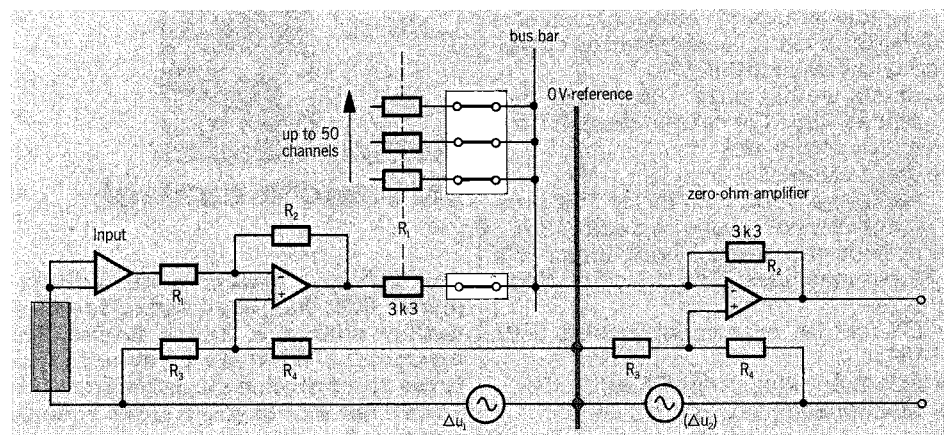 bus bar
0V-reference
up to 50
channels
zero-ohm-amplifier
R₁
R₂
3k3
R₂
Input
R₁
3k3
R₃
R₄
R₃
R₄
Δu₁
(Δu₂)